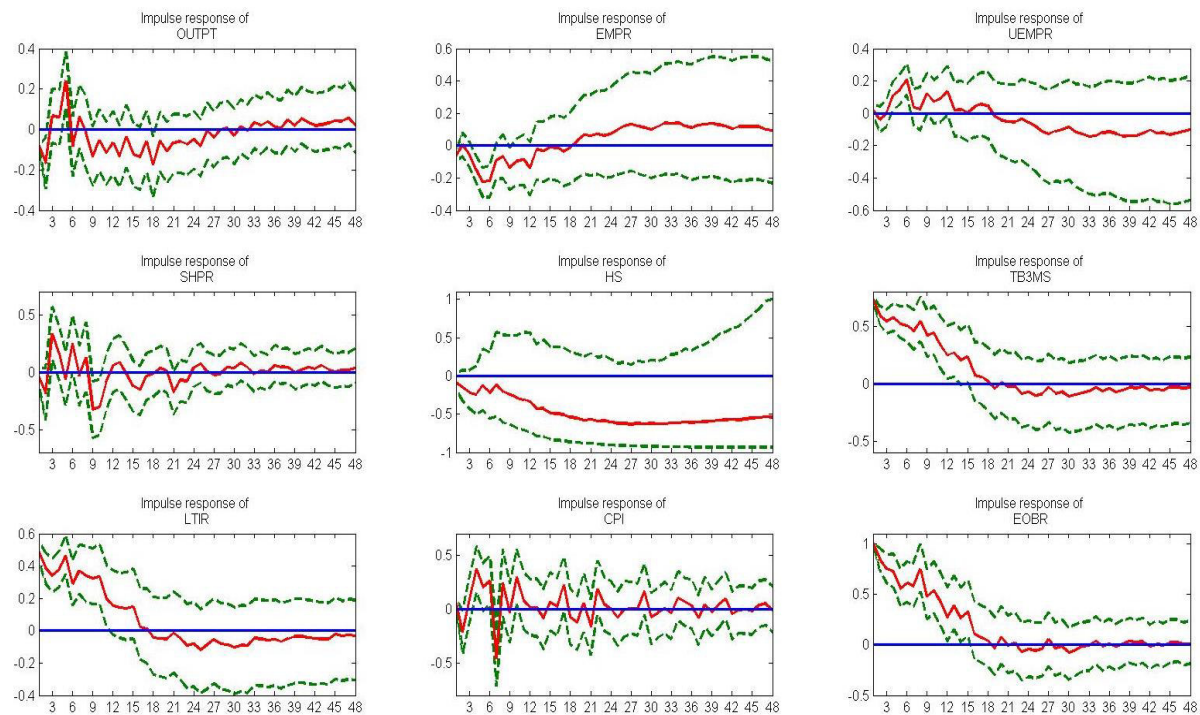 Impulse response of
OUTPT
0.4
0.2
0
-0.2
-0.4
3 6 9 12 15 18 21 24 27 30 33 36 39 42 45 48
Impulse response of
EMPR
0.6
0.4
0.2
0
-0.2
-0.4
3 6 9 12 15 18 21 24 27 30 33 36 39 42 45 48
Impulse response of
UEMPR
0.4
0.2
0
-0.2
-0.4
-0.6
3 6 9 12 15 18 21 24 27 30 33 36 39 42 45 48
Impulse response of
SHPR
0.5
0
-0.5
3 6 9 12 15 18 21 24 27 30 33 36 39 42 45 48
Impulse response of
HS
1
0.5
0
-0.5
-1
3 6 9 12 15 18 21 24 27 30 33 36 39 42 45 48
Impulse response of
TB3MS
0.5
0
-0.5
3 6 9 12 15 18 21 24 27 30 33 36 39 42 45 48
Impulse response of
LTIR
0.6
0.4
0.2
0
-0.2
-0.4
3 6 9 12 15 18 21 24 27 30 33 36 39 42 45 48
Impulse response of
CPI
0.5
0
-0.5
3 6 9 12 15 18 21 24 27 30 33 36 39 42 45 48
Impulse response of
EOBR
1
0.5
0
-0.5
3 6 9 12 15 18 21 24 27 30 33 36 39 42 45 48